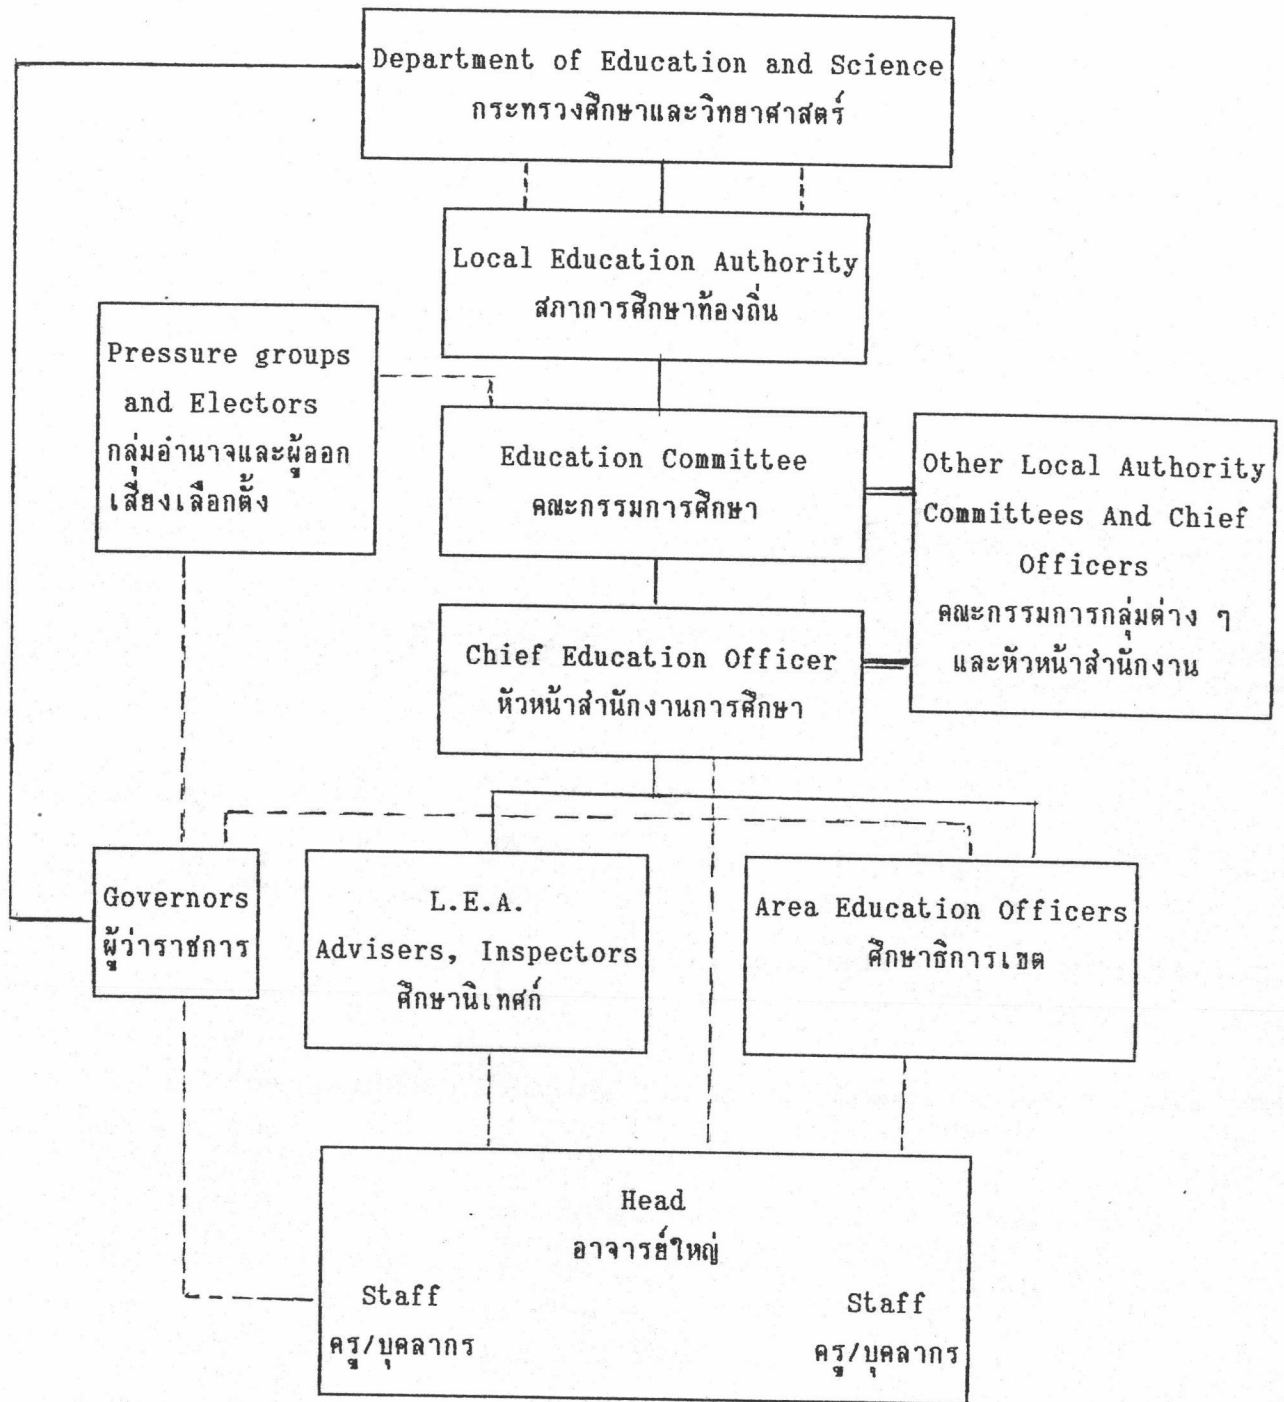 Department of Education and Science
กระทรวงศึกษาและวิทยาศาสตร์
Local Education Authority
สภาการศึกษาท้องถิ่น
Pressure groups
and Electors
กลุ่มอำนาจและผู้ออก
เสียงเลือกตั้ง
Education Committee
คณะกรรมการศึกษา
Other Local Authority
Committees And Chief
Officers
คณะกรรมการกลุ่มต่าง ๆ
และหัวหน้าสำนักงาน
Chief Education Officer
หัวหน้าสำนักงานการศึกษา
Governors
ผู้ว่าราชการ
L.E.A.
Advisers, Inspectors
ศึกษานิเทศก์
Area Education Officers
ศึกษาธิการเขต
Head
อาจารย์ใหญ่
Staff
ครู/บุคลากร
Staff
ครู/บุคลากร